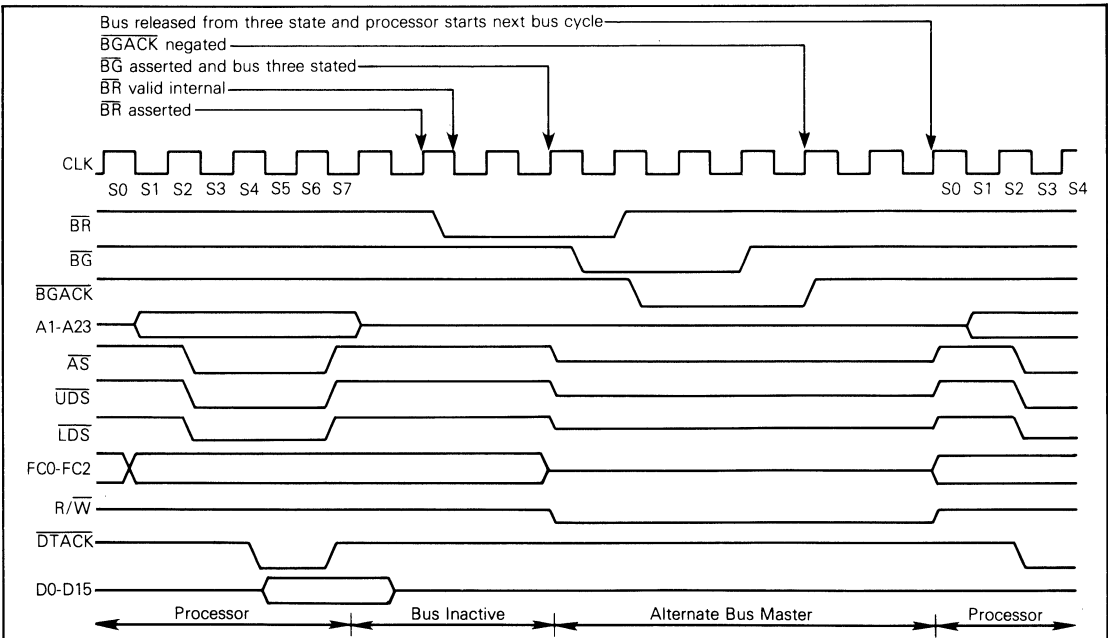 Bus released from three state and processor starts next bus cycle
BGACK negated
BG asserted and bus three stated
BR valid internal
BR asserted
CLK
S0 S1 S2 S3 S4 S5 S6 S7 S0 S1 S2 S3 S4
BR
BG
BGACK
A1-A23
AS
UDS
LDS
FC0-FC2
R/W
DTACK
D0-D15
Processor Bus Inactive Alternate Bus Master Processor